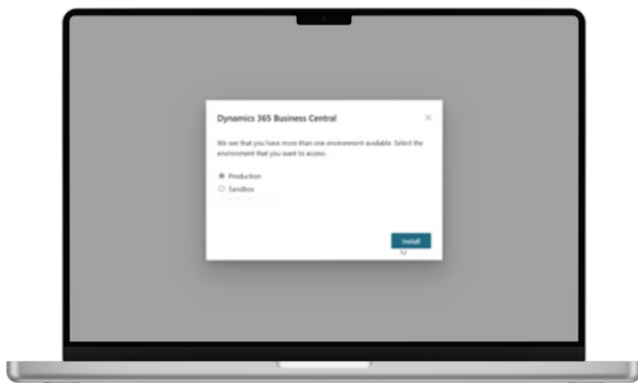 Dynamics 365 Business Central
We see that you have more than one environment available. Select the
environment that you want to access.
Production
Sandbox
Install